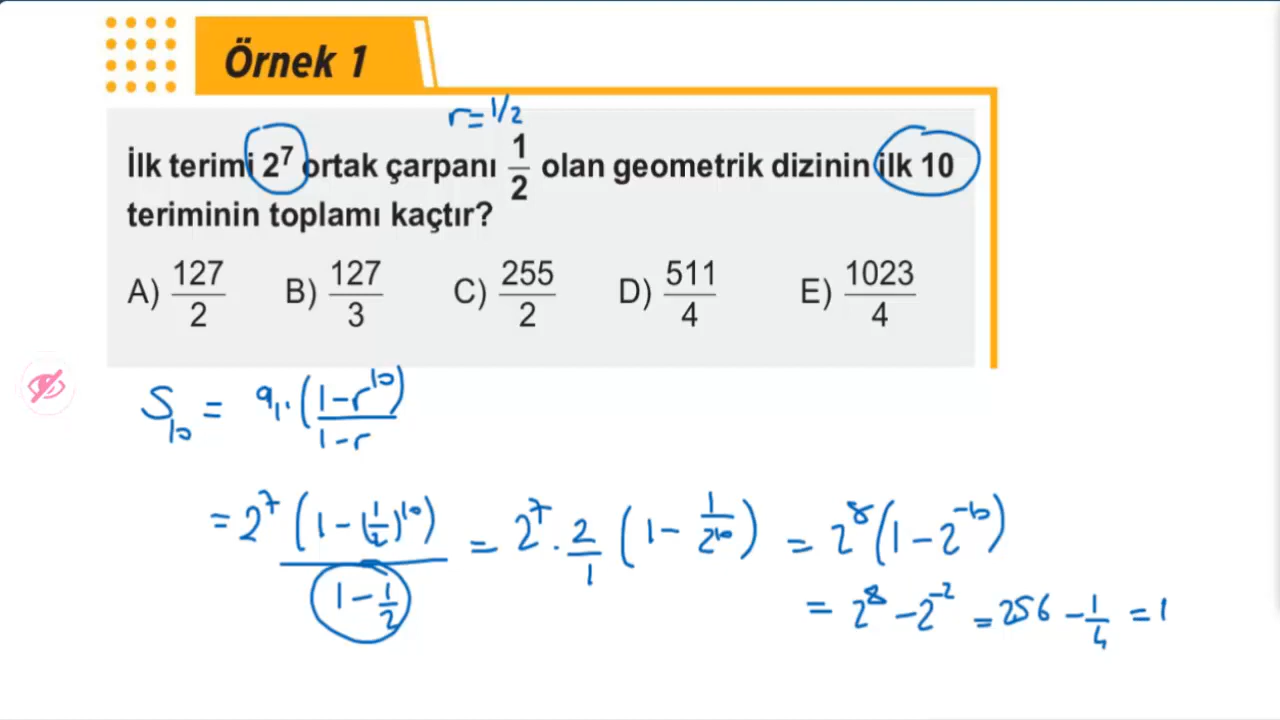 Örnek 1
r = 1/2
İlk terimi 2⁷ ortak çarpanı 1/2 olan geometrik dizinin ilk 10
teriminin toplamı kaçtır?
A) 127/2 B) 127/3 C) 255/2 D) 511/4 E) 1023/4
S₁₀ = a₁ . ((1 - r¹⁰)/(1 - r))
= 2⁷ (1 - (1/2)¹⁰)/(1 - 1/2) = 2⁷ . 2/1 (1 - 1/2¹⁰) = 2⁸ (1 - 2⁻¹⁰)
= 2⁸ - 2⁻² = 256 - 1/4 = 1